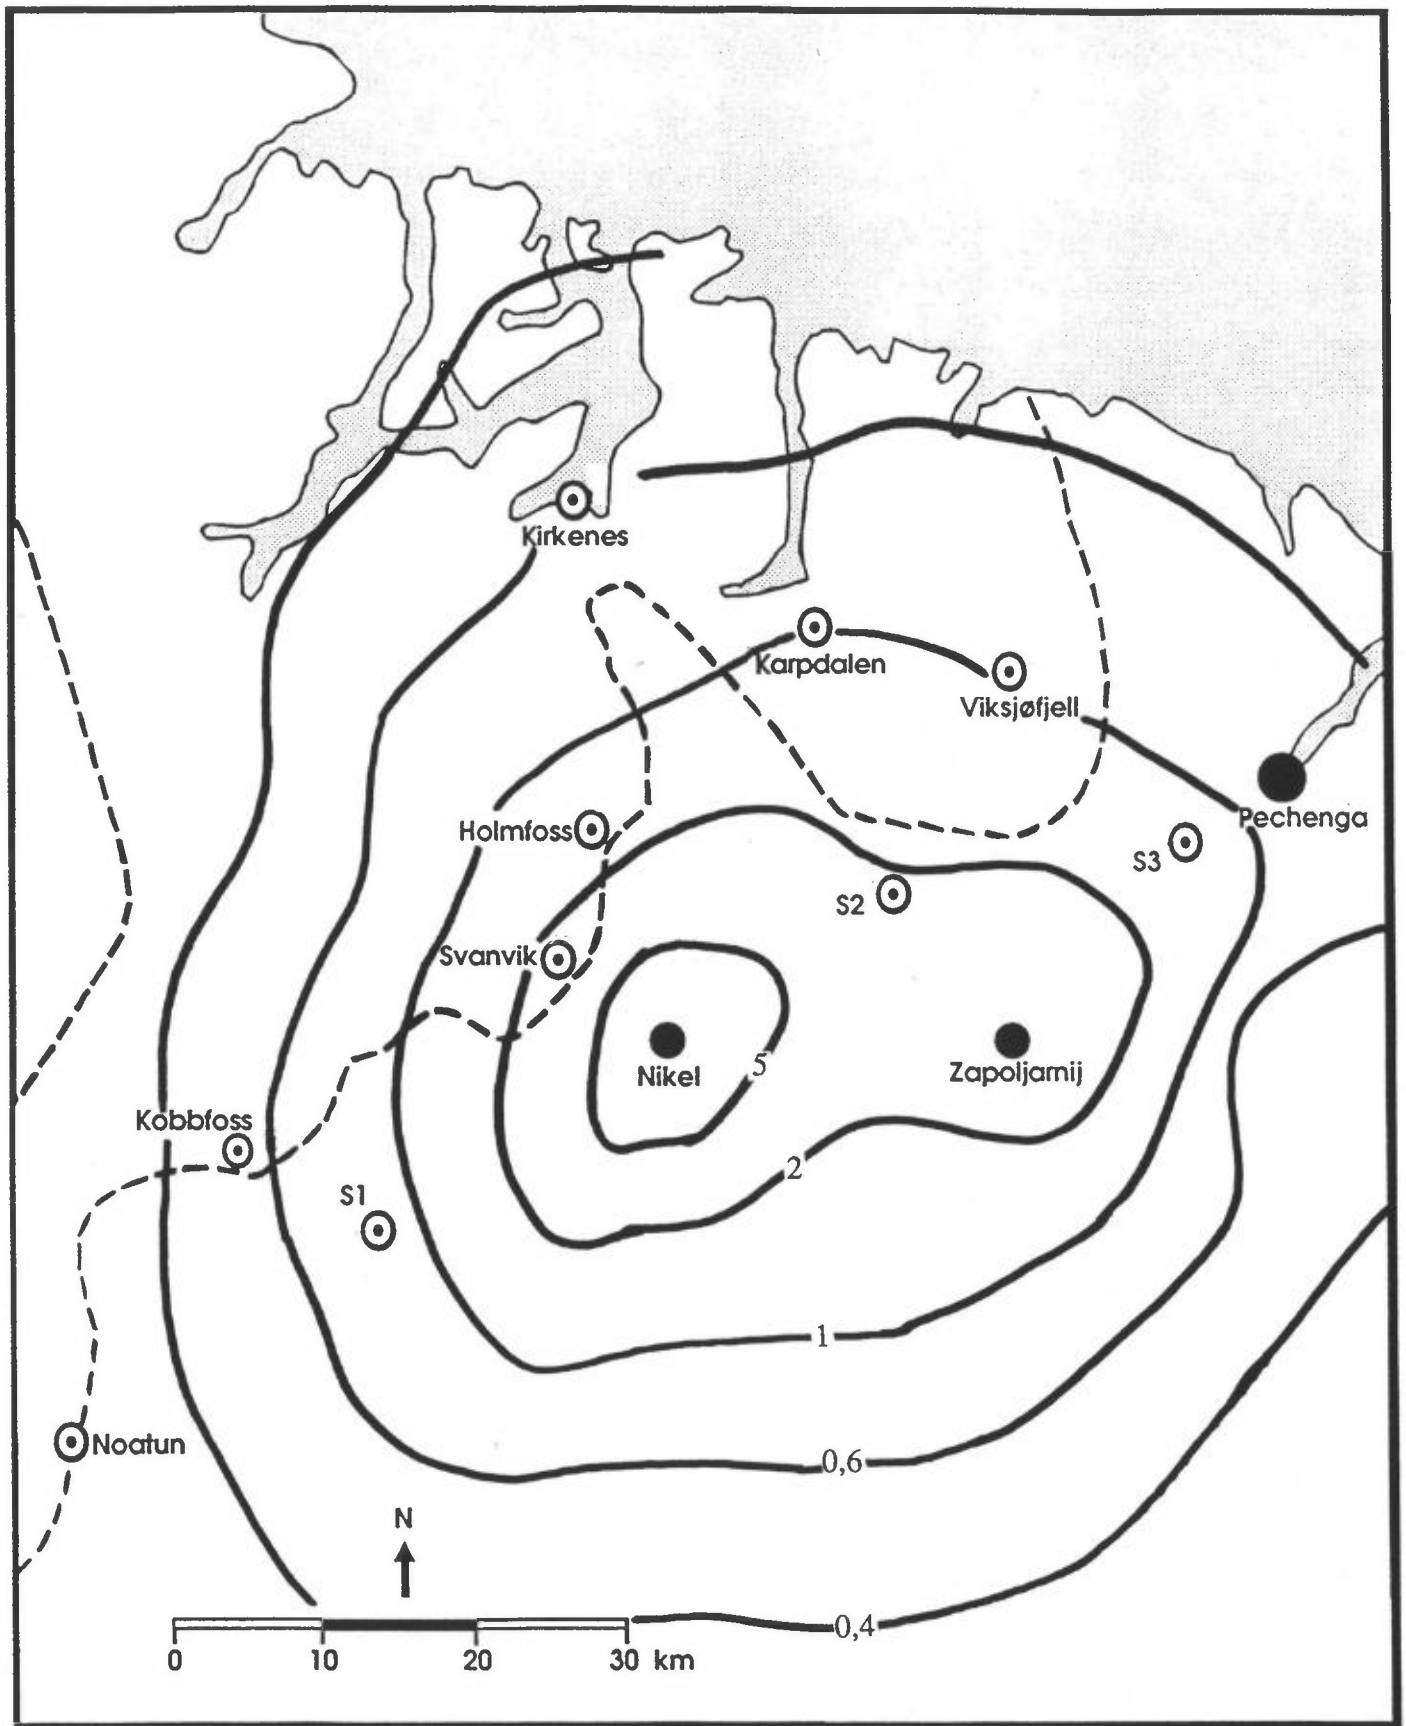 Kirkenes
Karpdalen
Viksjøfjell
Pechenga
Holmfoss
S3
S2
Svanvik
5
Nikel
Zapoljarnij
Kobbfoss
2
S1
1
Noatun
0,6
N
0,4
0 10 20 30 km